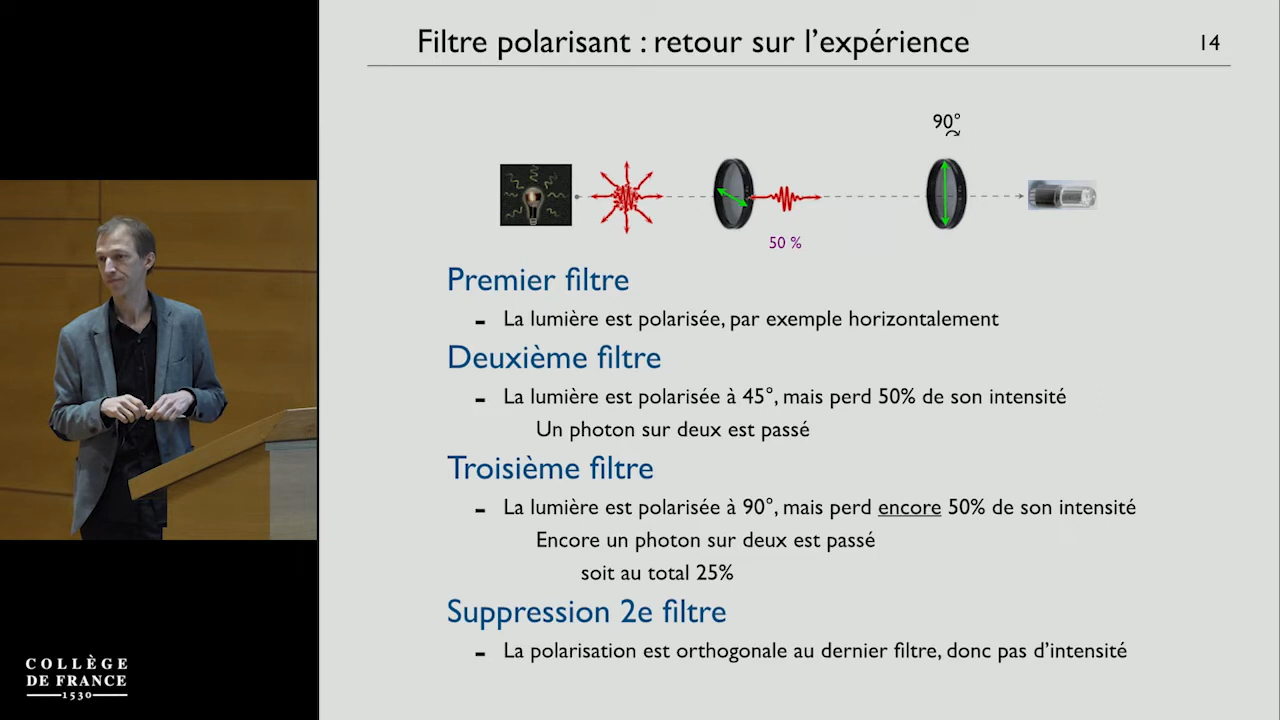 Filtre polarisant : retour sur l'expérience
14
90°
50 %
Premier filtre
- La lumière est polarisée, par exemple horizontalement
Deuxième filtre
- La lumière est polarisée à 45°, mais perd 50% de son intensité
Un photon sur deux est passé
Troisième filtre
- La lumière est polarisée à 90°, mais perd encore 50% de son intensité
Encore un photon sur deux est passé
soit au total 25%
Suppression 2e filtre
- La polarisation est orthogonale au dernier filtre, donc pas d'intensité
COLLÈGE
DE FRANCE
1530